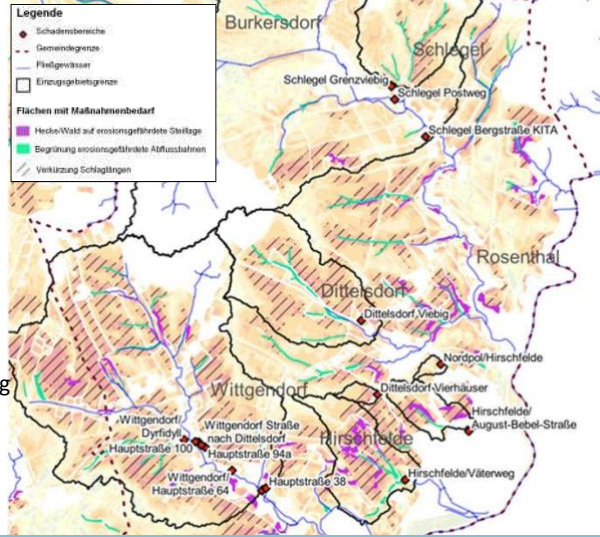 Legende
Schadensbereiche
Gemeindegrenze
Fließgewässer
Einzugsgebietsgrenze
Flächen mit Maßnahmenbedarf
Hecke/Wald auf erosionsgefährdete Steillage
Begrünung erosionsgefährdete Abflussbahnen
Verkürzung Schlaglängen
Burkersdorf
Schlegel
Schlegel Grenzviebig
Schlegel Postweg
Schlegel Bergstraße KITA
Rosenthal
Dittelsdorf
Dittelsdorf Viebig
Nordpol/Hirschfelde
g
Wittgendorf
Dittelsdorf-Vierhäuser
Hirschfelde/
August-Bebel-Straße
Wittgendorf/
Dyrfidyll
Hauptstraße 100
Wittgendorf Straße
nach Dittelsdorf
Hauptstraße 94a
Hirschfelde
Wittgendorf/
Hauptstraße 64
Hauptstraße 38
Hirschfelde/Väterweg